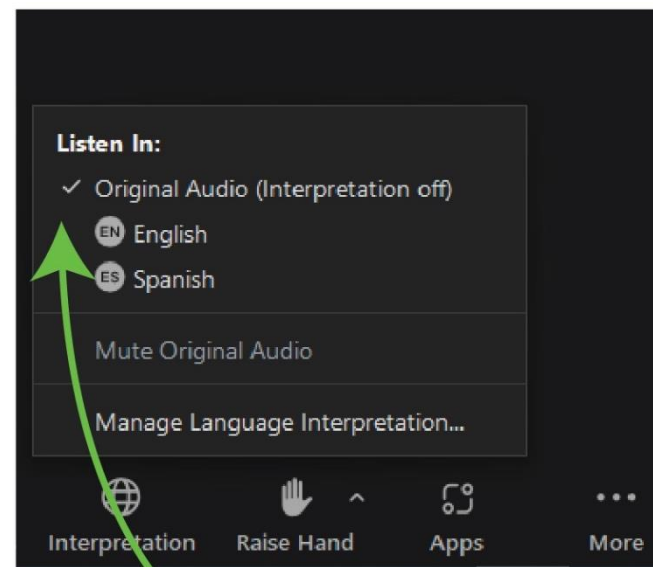 Listen In:
✓ Original Audio (Interpretation off)
EN English
ES Spanish
Mute Original Audio
Manage Language Interpretation...
Interpretation Raise Hand Apps More